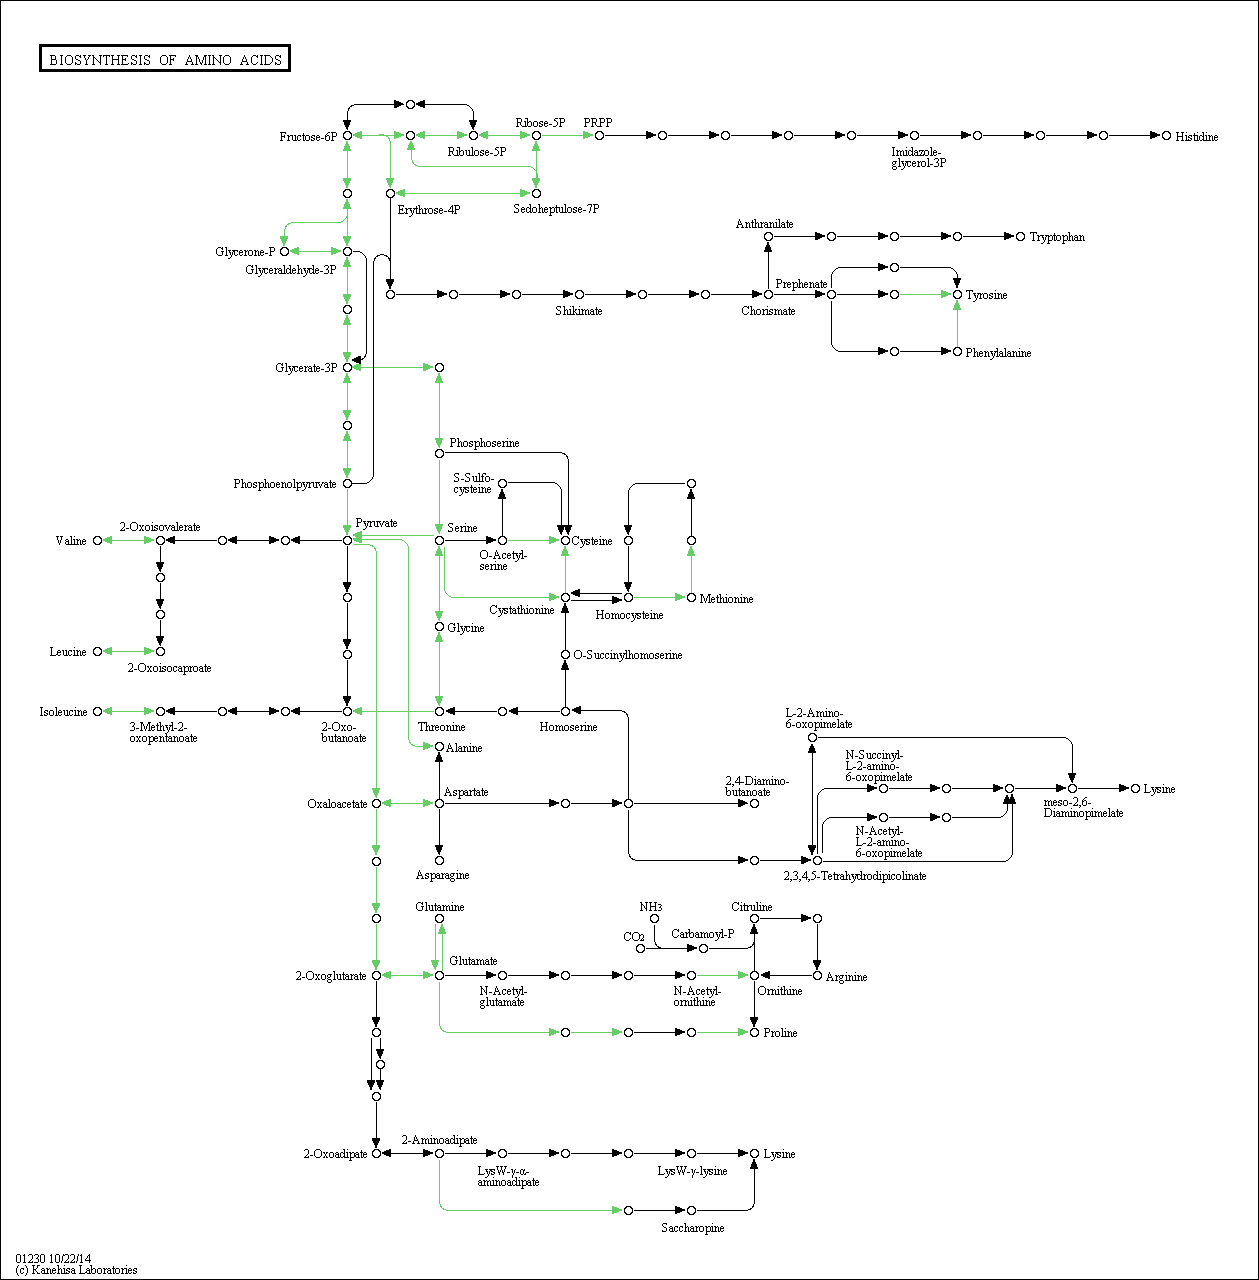 BIOSYNTHESIS OF AMINO ACIDS
Fructose-6P
Ribose-5P
PRPP
Ribulose-5P
Imidazole-
glycerol-3P
Histidine
Erythrose-4P
Sedoheptulose-7P
Glycerone-P
Glyceraldehyde-3P
Anthranilate
Tryptophan
Shikimate
Chorismate
Prephenate
Tyrosine
Phenylalanine
Glycerate-3P
Phosphoserine
Phosphoenolpyruvate
S-Sulfo-
cysteine
Valine
2-Oxoisovalerate
Pyruvate
Serine
O-Acetyl-
serine
Cysteine
Cystathionine
Homocysteine
Methionine
Glycine
Leucine
2-Oxoisocaproate
O-Succinylhomoserine
Isoleucine
3-Methyl-2-
oxopentanoate
2-Oxo-
butanoate
Threonine
Homoserine
Alanine
L-2-Amino-
6-oxopimelate
N-Succinyl-
L-2-amino-
6-oxopimelate
Oxaloacetate
Aspartate
2,4-Diamino-
butanoate
meso-2,6-
Diaminopimelate
Lysine
N-Acetyl-
L-2-amino-
6-oxopimelate
Asparagine
2,3,4,5-Tetrahydrodipicolinate
Glutamine
NH3
Citruline
CO2
Carbamoyl-P
2-Oxoglutarate
Glutamate
N-Acetyl-
glutamate
N-Acetyl-
ornithine
Ornithine
Arginine
Proline
2-Oxoadipate
2-Aminoadipate
LysW-γ-α-
aminoadipate
LysW-γ-lysine
Lysine
Saccharopine
01230 10/22/14
(c) Kanehisa Laboratories